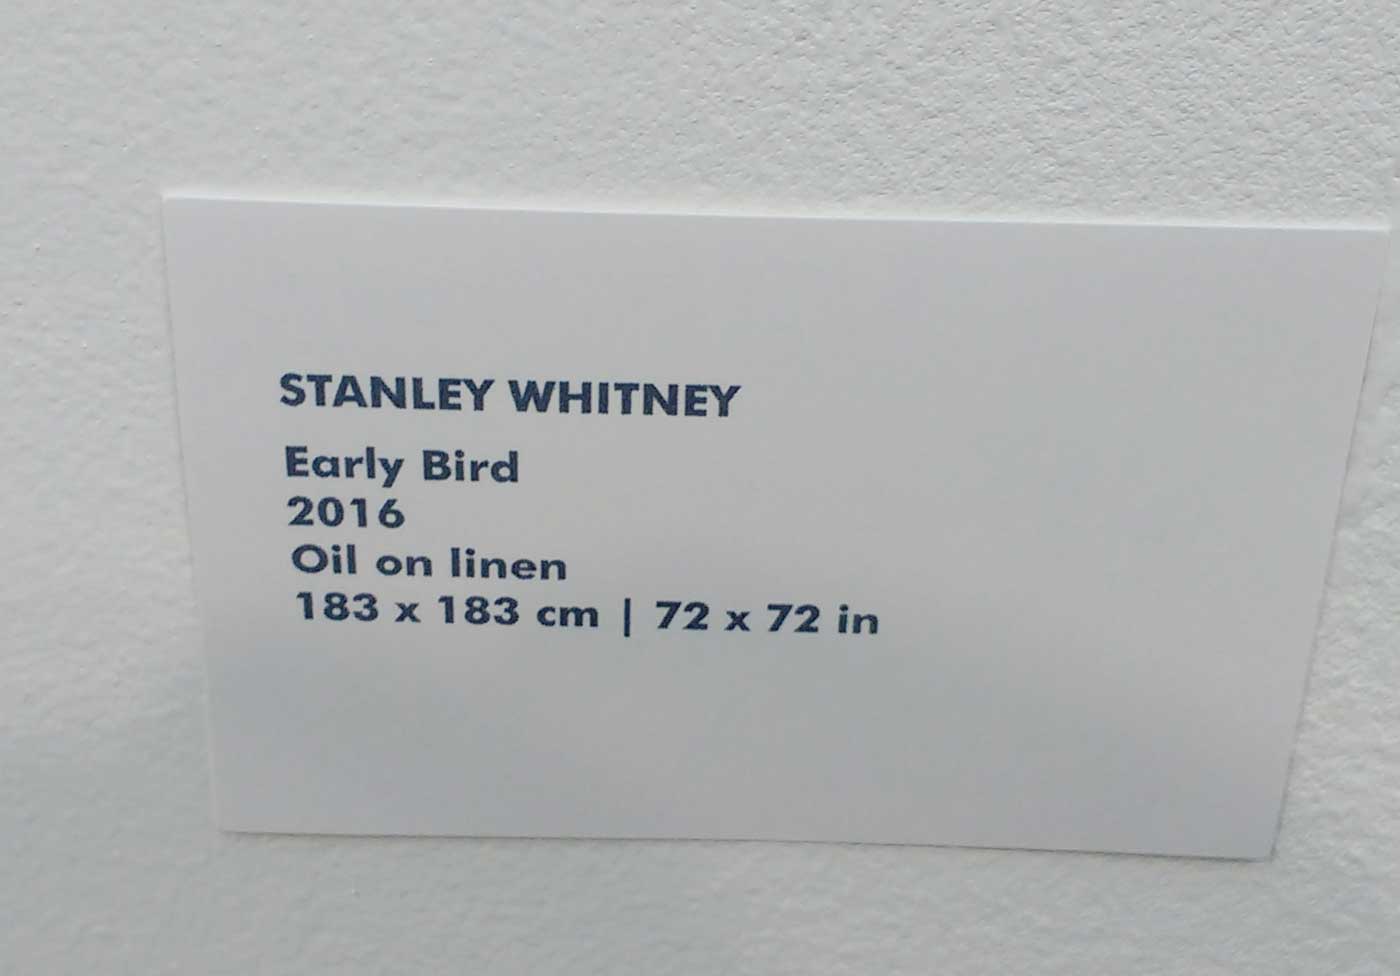 STANLEY WHITNEY
Early Bird
2016
Oil on linen
183 x 183 cm | 72 x 72 in